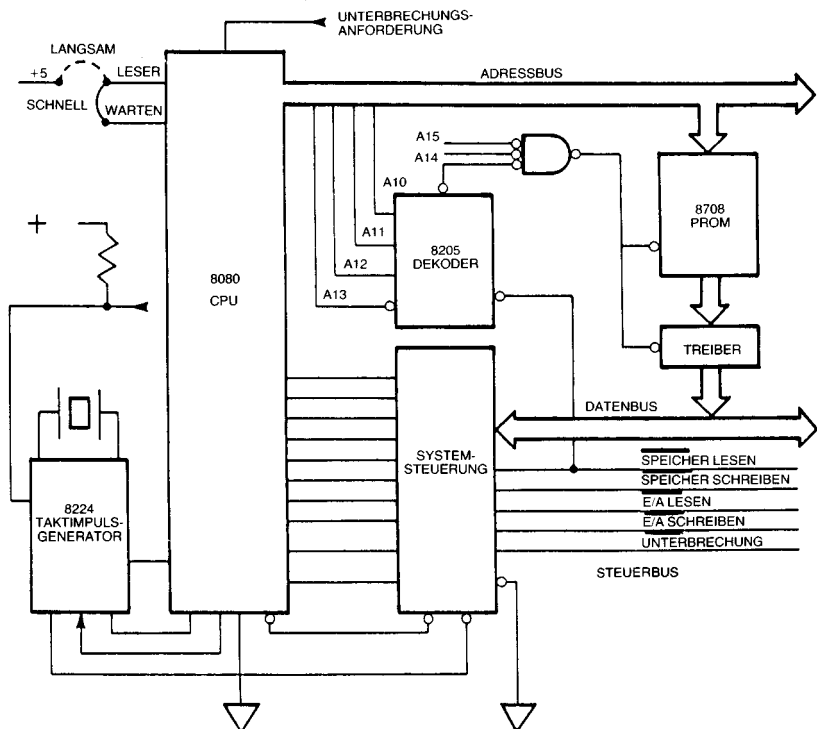 UNTERBRECHUNGS-
ANFORDERUNG
LANGSAM
+5
LESER
SCHNELL
WARTEN
ADRESSBUS
A15
A14
A10
A11
A12
A13
8205
DEKODER
8708
PROM
+
8080
CPU
TREIBER
DATENBUS
SYSTEM-
STEUERUNG
SPEICHER LESEN
SPEICHER SCHREIBEN
E/A LESEN
E/A SCHREIBEN
UNTERBRECHUNG
STEUERBUS
8224
TAKTIMPULS-
GENERATOR